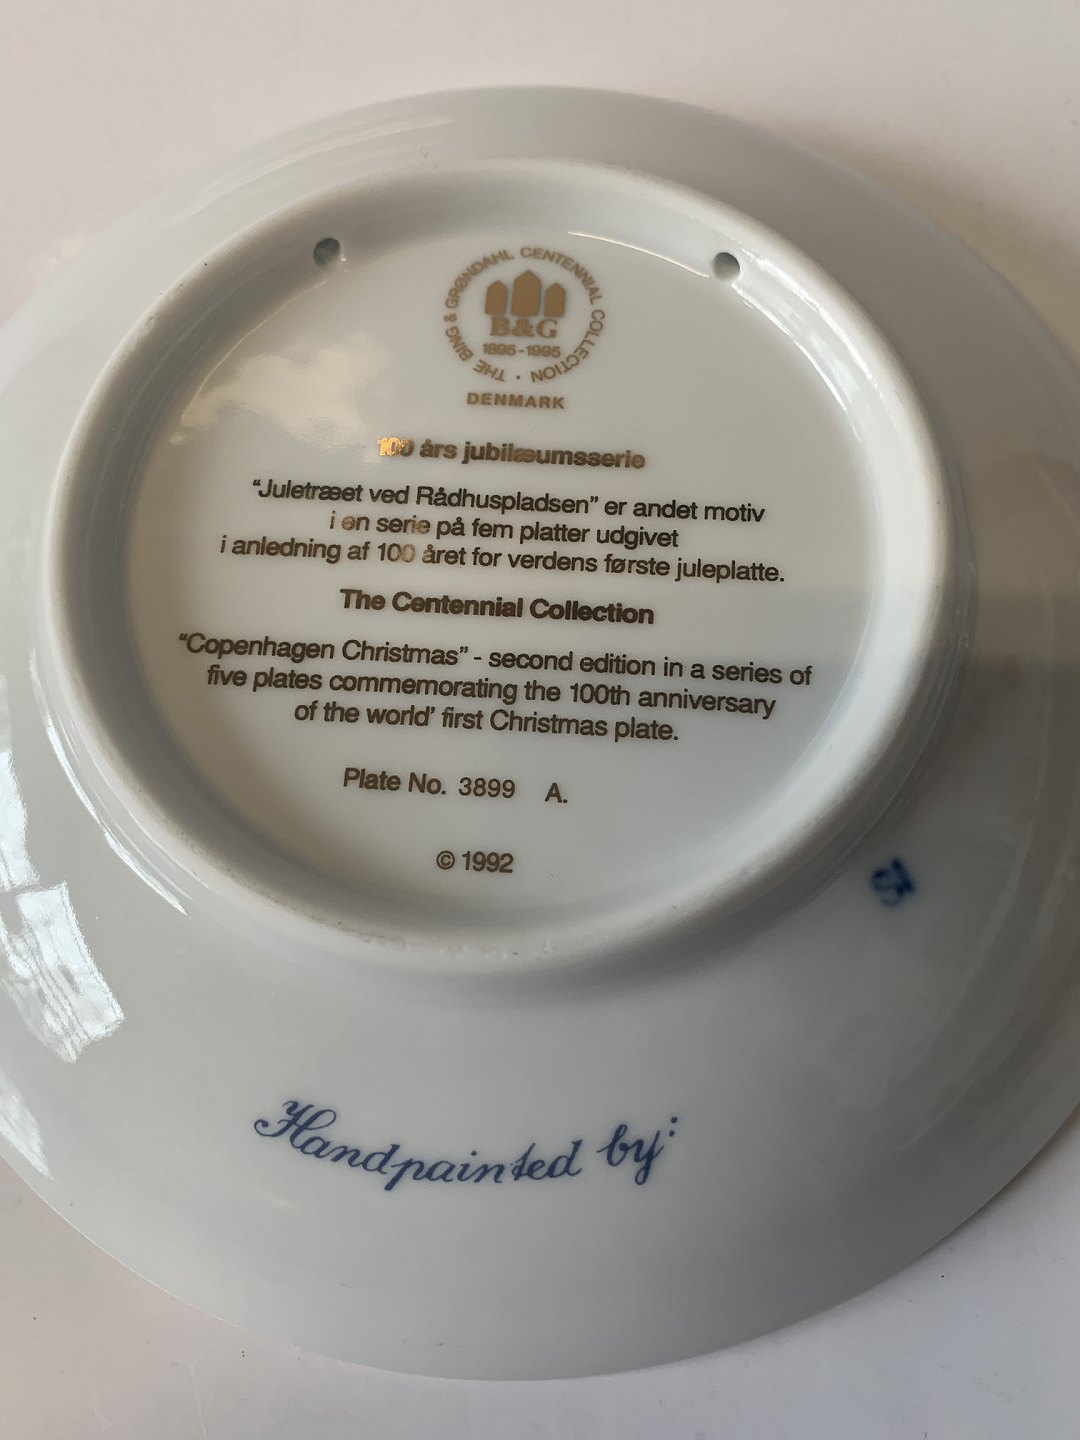 THE BING & GRØNDAHL CENTENNIAL COLLECTION ·
B&G
1895-1995
DENMARK
100 års jubilæumsserie
“Juletræet ved Rådhuspladsen” er andet motiv
i en serie på fem platter udgivet
i anledning af 100 året for verdens første juleplatte.
The Centennial Collection
“Copenhagen Christmas” - second edition in a series of
five plates commemorating the 100th anniversary
of the world’ first Christmas plate.
Plate No. 3899 A.
© 1992
Handpainted by: